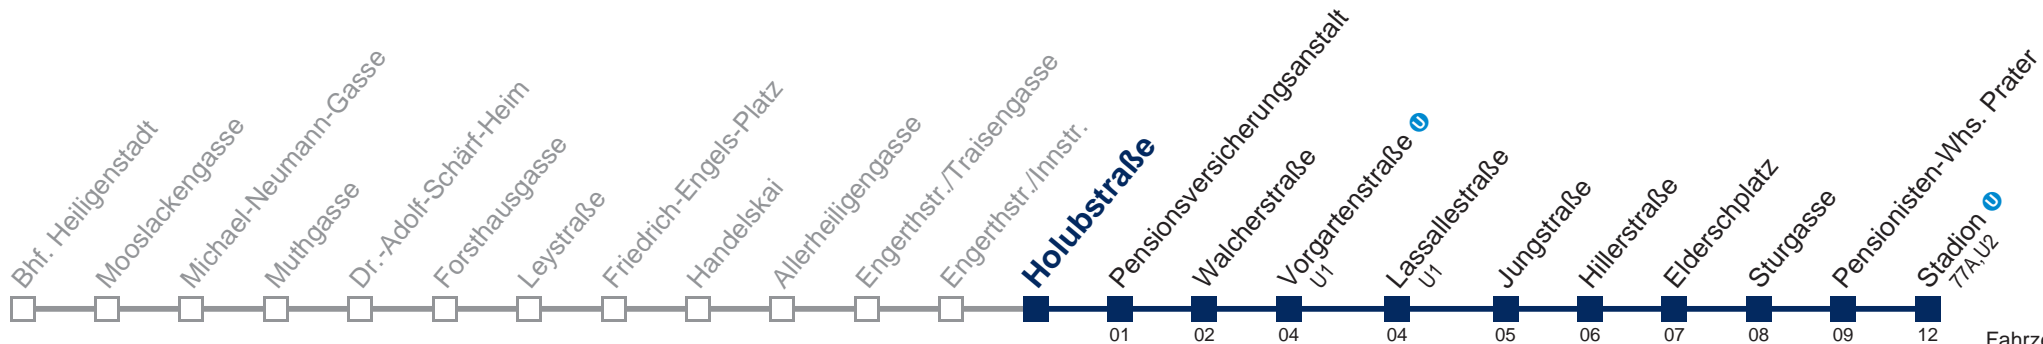 Bhf. Heiligenstadt
Mooslackengasse
Michael-Neumann-Gasse
Muthgasse
Dr.-Adolf-Schärf-Heim
Forsthausgasse
Leystraße
Friedrich-Engels-Platz
Handelskai
Allerheiligengasse
Engerthstr./Traisengasse
Engerthstr./Innstr.
Holubstraße
Pensionsversicherungsanstalt
Walcherstraße
Vorgartenstraße U
U1
Lassallestraße
U1
Jungstraße
Hillerstraße
Elderschplatz
Sturgasse
Pensionisten-Whs. Prater
Stadion U
77A,U2
01 02 04 04 05 06 07 08 09 12